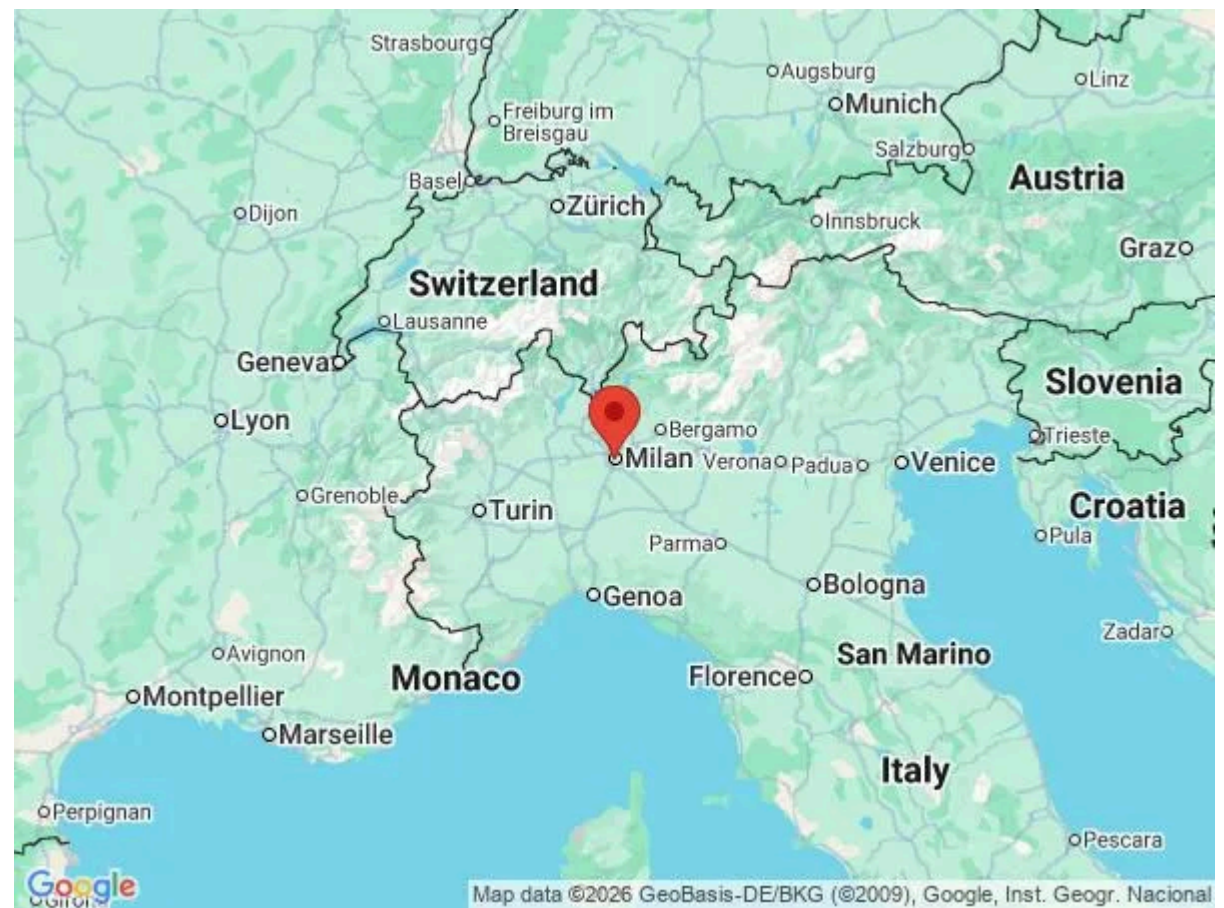 Strasbourg
Augsburg
Linz
Munich
Freiburg im
Breisgau
Salzburg
Basel
Austria
Zürich
Dijon
Innsbruck
Graz
Switzerland
Lausanne
Geneva
Slovenia
Lyon
Bergamo
Trieste
Milan
Verona
Padua
Venice
Grenoble
Turin
Croatia
Pula
Parma
Bologna
Genoa
Zadar
Avignon
San Marino
Monaco
Florence
Montpellier
Marseille
Italy
Perpignan
Pescara
Google
Map data ©2026 GeoBasis-DE/BKG (©2009), Google, Inst. Geogr. Nacional